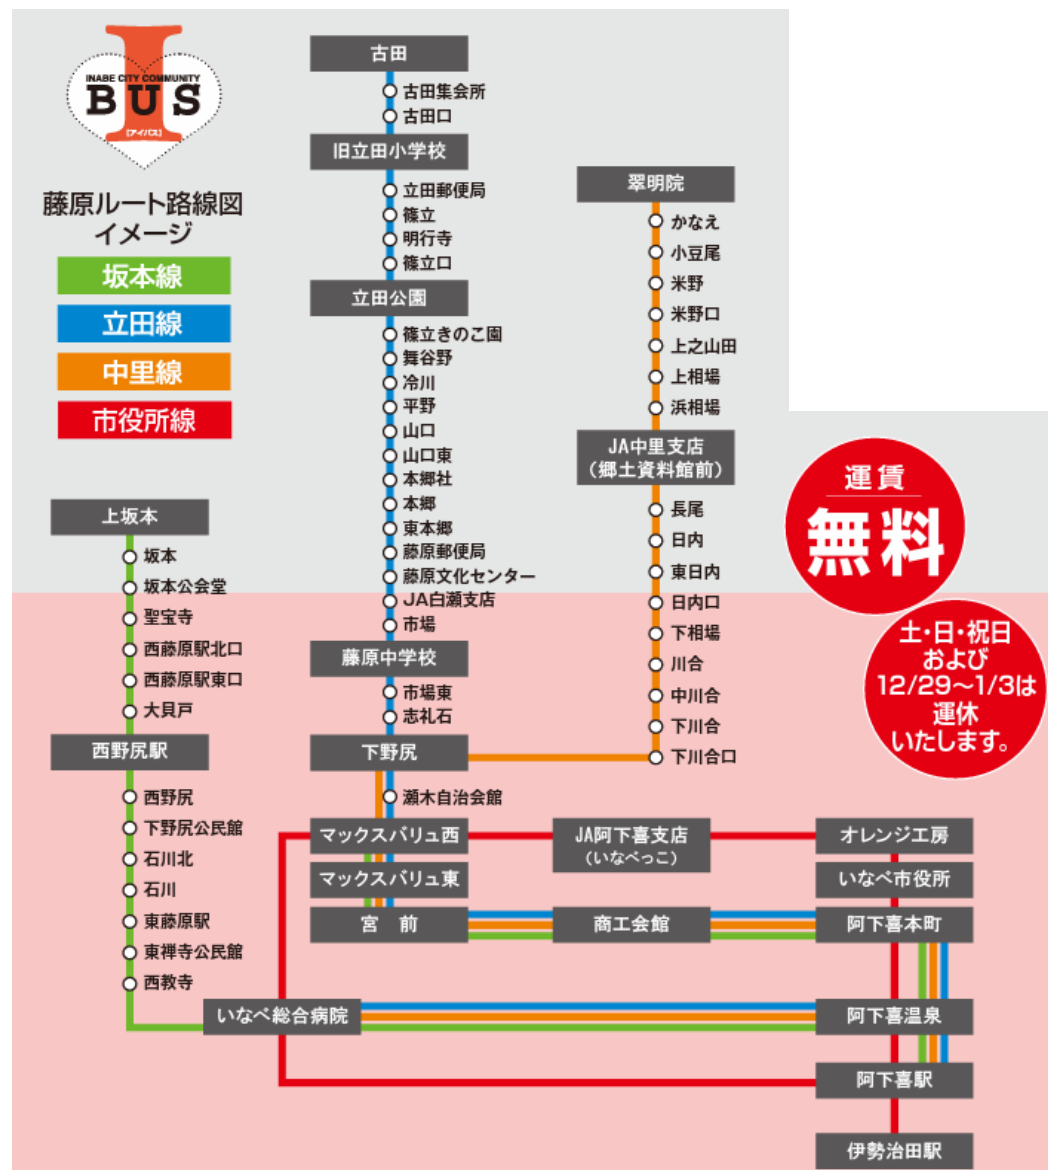 I
INABE CITY COMMUNITY
BUS
[アイバス]
藤原ルート路線図
イメージ
坂本線
立田線
中里線
市役所線
古田
古田集会所
古田口
旧立田小学校
立田郵便局
篠立
明行寺
篠立口
立田公園
篠立きのこ園
舞谷野
冷川
平野
山口
山口東
本郷社
本郷
東本郷
藤原郵便局
藤原文化センター
JA白瀬支店
市場
藤原中学校
市場東
志礼石
下野尻
瀬木自治会館
翠明院
かなえ
小豆尾
米野
米野口
上之山田
上相場
浜相場
JA中里支店
（郷土資料館前）
長尾
日内
東日内
日内口
下相場
川合
中川合
下川合
下川合口
運賃
無料
土・日・祝日
および
12/29〜1/3は
運休
いたします。
上坂本
坂本
坂本公会堂
聖宝寺
西藤原駅北口
西藤原駅東口
大貝戸
西野尻駅
西野尻
下野尻公民館
石川北
石川
東藤原駅
東禅寺公民館
西教寺
マックスバリュ西
JA阿下喜支店
（いなべっこ）
オレンジ工房
マックスバリュ東
いなべ市役所
宮 前
商工会館
阿下喜本町
いなべ総合病院
阿下喜温泉
阿下喜駅
伊勢治田駅